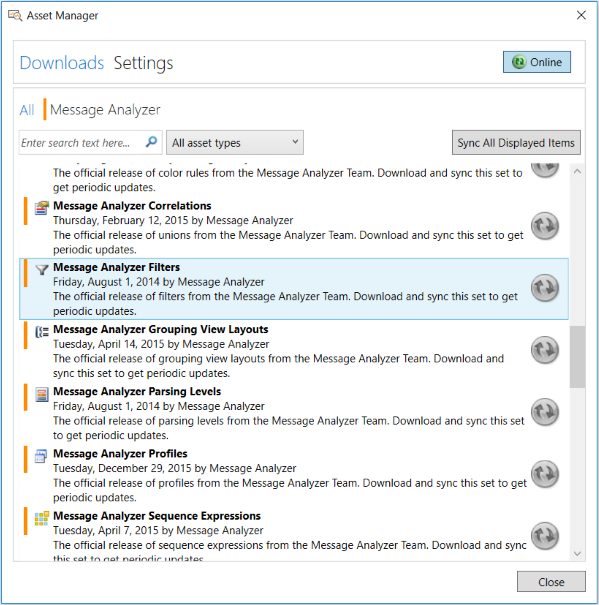 Asset Manager
Downloads Settings
Online
All Message Analyzer
Enter search text here...
All asset types
Sync All Displayed Items
The official release of color rules from the Message Analyzer Team. Download and sync this set to
get periodic updates.
Message Analyzer Correlations
Thursday, February 12, 2015 by Message Analyzer
The official release of unions from the Message Analyzer Team. Download and sync this set to get
periodic updates.
Message Analyzer Filters
Friday, August 1, 2014 by Message Analyzer
The official release of filters from the Message Analyzer Team. Download and sync this set to get
periodic updates.
Message Analyzer Grouping View Layouts
Tuesday, April 14, 2015 by Message Analyzer
The official release of grouping view layouts from the Message Analyzer Team. Download and
sync this set to get periodic updates.
Message Analyzer Parsing Levels
Friday, August 1, 2014 by Message Analyzer
The official release of parsing levels from the Message Analyzer Team. Download and sync this set
to get periodic updates.
Message Analyzer Profiles
Tuesday, December 29, 2015 by Message Analyzer
The official release of profiles from the Message Analyzer Team. Download and sync this set to get
periodic updates.
Message Analyzer Sequence Expressions
Tuesday, April 7, 2015 by Message Analyzer
The official release of sequence expressions from the Message Analyzer Team. Download and sync
this set to get periodic updates.
Close